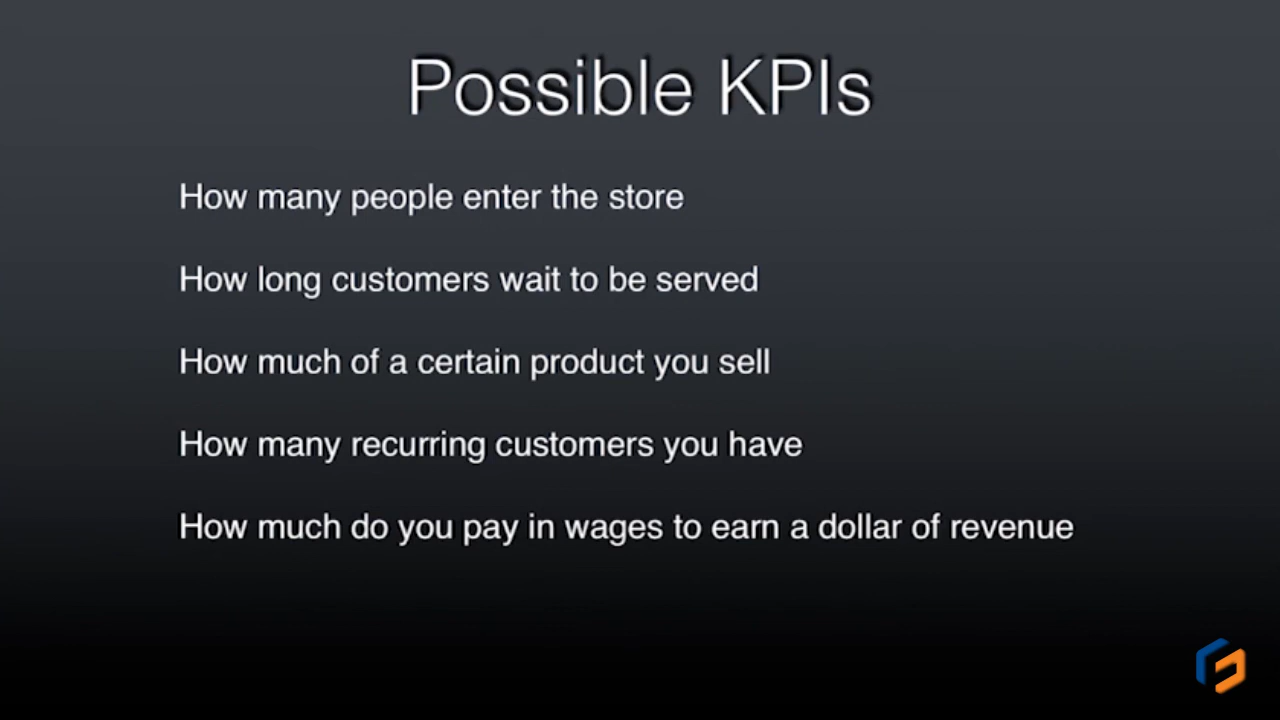 Possible KPIs
How many people enter the store
How long customers wait to be served
How much of a certain product you sell
How many recurring customers you have
How much do you pay in wages to earn a dollar of revenue